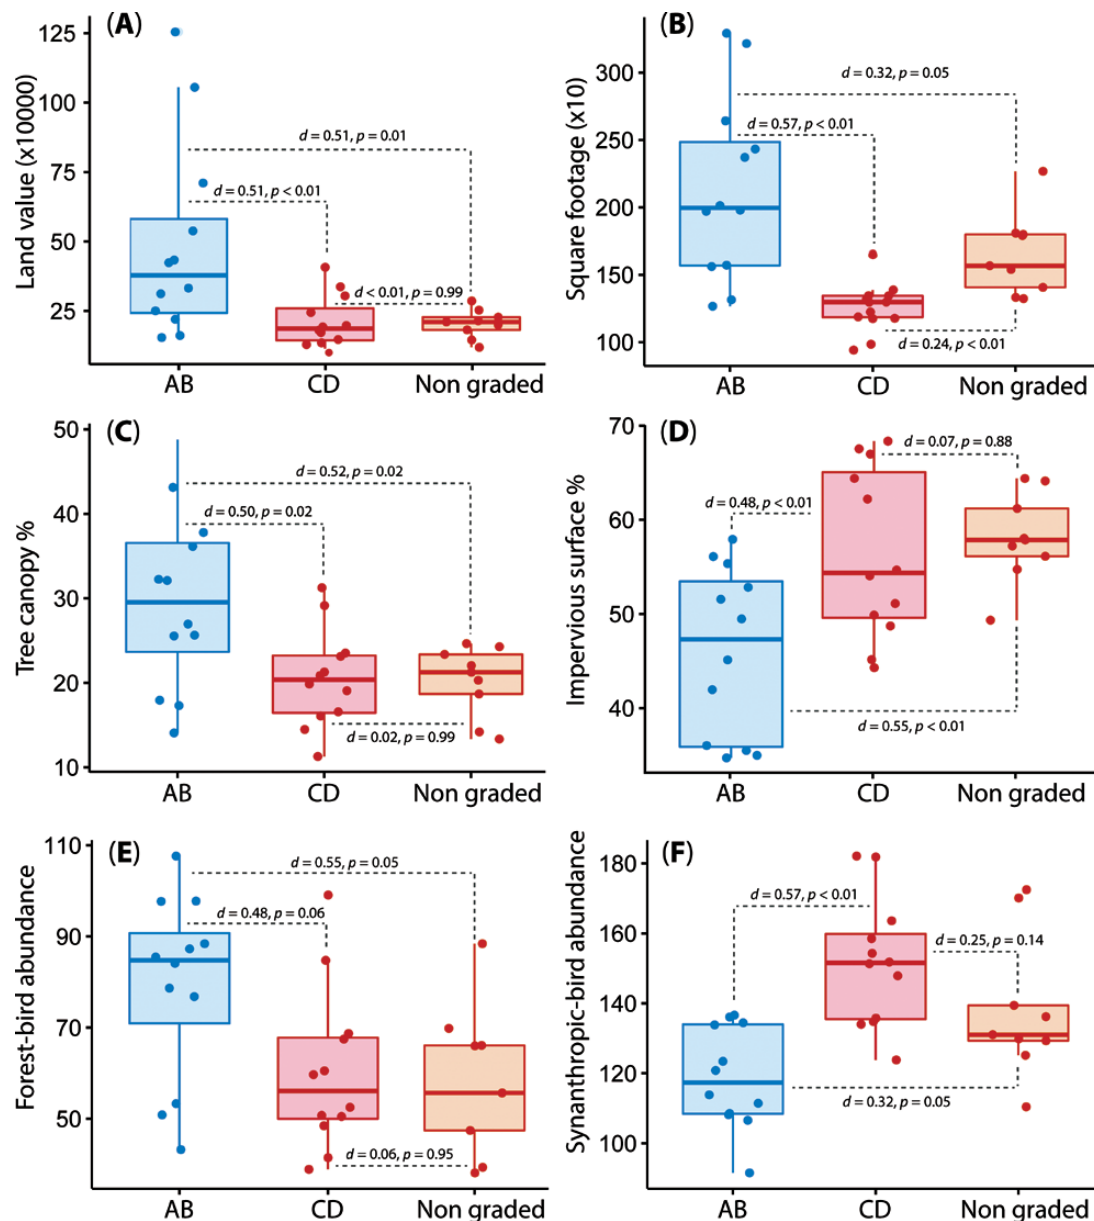 (A)
Land value (x10000)
125
100
75
50
25
d = 0.51, p = 0.01
d = 0.51, p < 0.01
d < 0.01, p = 0.99
AB
CD
Non graded
(B)
Square footage (x10)
300
250
200
150
100
d = 0.32, p = 0.05
d = 0.57, p < 0.01
d = 0.24, p < 0.01
AB
CD
Non graded
(C)
Tree canopy %
50
40
30
20
10
d = 0.52, p = 0.02
d = 0.50, p = 0.02
d = 0.02, p = 0.99
AB
CD
Non graded
(D)
Impervious surface %
70
60
50
40
d = 0.07, p = 0.88
d = 0.48, p < 0.01
d = 0.55, p < 0.01
AB
CD
Non graded
(E)
Forest-bird abundance
110
90
70
50
d = 0.55, p = 0.05
d = 0.48, p = 0.06
d = 0.06, p = 0.95
AB
CD
Non graded
(F)
Synanthropic-bird abundance
180
160
140
120
100
d = 0.57, p < 0.01
d = 0.25, p = 0.14
d = 0.32, p = 0.05
AB
CD
Non graded